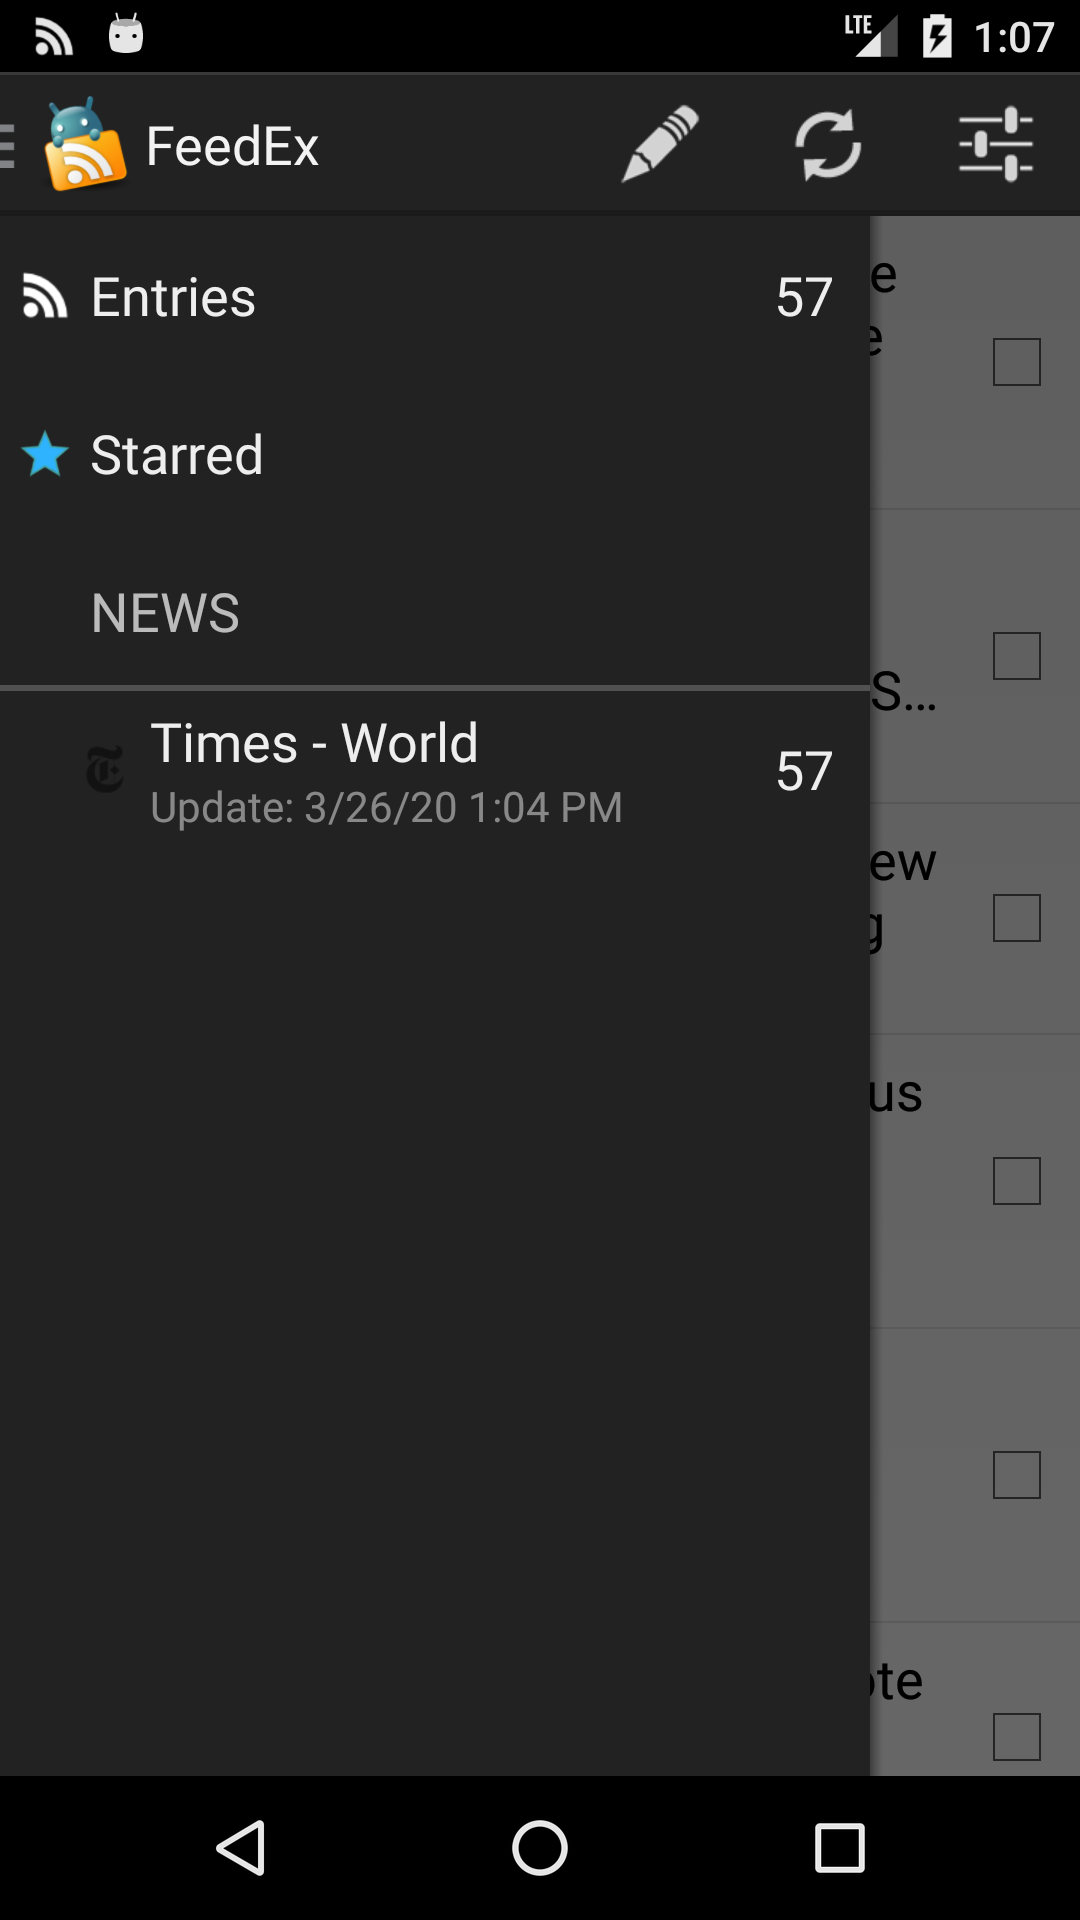 LTE 1:07
FeedEx
Entries 57
Starred
NEWS
Times - World 57
Update: 3/26/20 1:04 PM
e
e
S...
ew
g
us
te